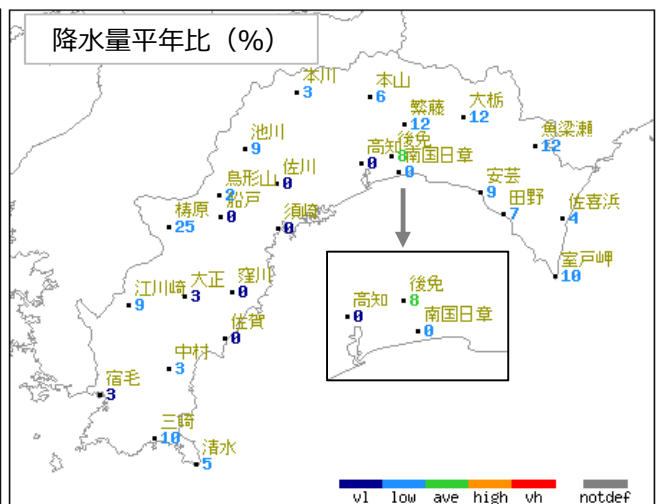 降水量平年比（%）
本川
3
本山
6
繁藤
12
大栃
12
魚梁瀬
12
池川
9
高知
0
後免
8
南国日章
0
佐川
0
鳥形山
2
船戸
0
安芸
9
田野
7
佐喜浜
4
梼原
25
須崎
0
室戸岬
10
江川崎
9
大正
3
窪川
0
後免
8
高知
0
南国日章
0
佐賀
0
中村
3
宿毛
3
三崎
10
清水
5
vl low ave high vh notdef